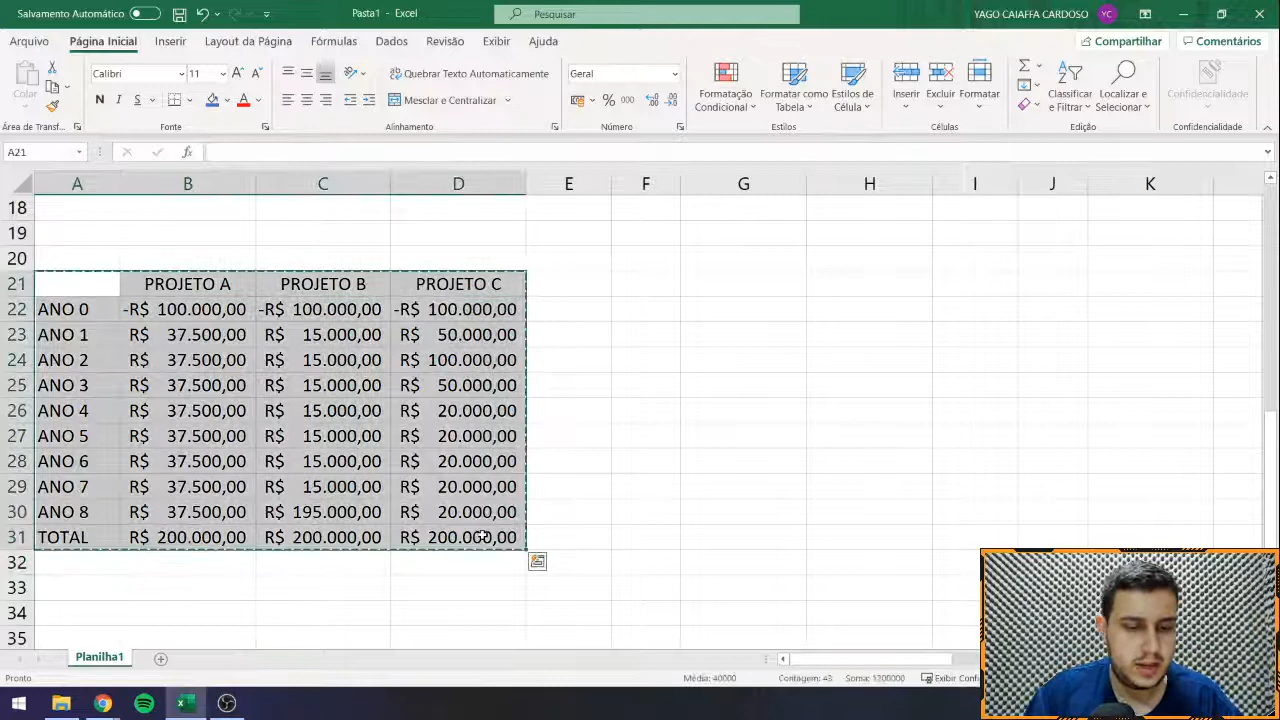 Salvamento Automático Pasta1 - Excel Pesquisar YAGO CAIAFFA CARDOSO YC
Arquivo Página Inicial Inserir Layout da Página Fórmulas Dados Revisão Exibir Ajuda Compartilhar Comentários
Colar Calibri 11 Quebrar Texto Automaticamente Geral
N I S A Mesclar e Centralizar % 000
Formatação Condicional Formatar como Tabela Estilos de Célula Inserir Excluir Formatar Classificar e Filtrar Localizar e Selecionar Confidencialidade
Área de Transf... Fonte Alinhamento Número Estilos Células Edição Confidencialidade
A21 fx
A B C D E F G H I J K
18
19
20
21 PROJETO A PROJETO B PROJETO C
22 ANO 0 -R$ 100.000,00 -R$ 100.000,00 -R$ 100.000,00
23 ANO 1 R$ 37.500,00 R$ 15.000,00 R$ 50.000,00
24 ANO 2 R$ 37.500,00 R$ 15.000,00 R$ 100.000,00
25 ANO 3 R$ 37.500,00 R$ 15.000,00 R$ 50.000,00
26 ANO 4 R$ 37.500,00 R$ 15.000,00 R$ 20.000,00
27 ANO 5 R$ 37.500,00 R$ 15.000,00 R$ 20.000,00
28 ANO 6 R$ 37.500,00 R$ 15.000,00 R$ 20.000,00
29 ANO 7 R$ 37.500,00 R$ 15.000,00 R$ 20.000,00
30 ANO 8 R$ 37.500,00 R$ 195.000,00 R$ 20.000,00
31 TOTAL R$ 200.000,00 R$ 200.000,00 R$ 200.000,00
32
33
34
35
Planilha1
Pronto Média: 40000 Contagem: 43 Soma: 1200000 Exibir Conf